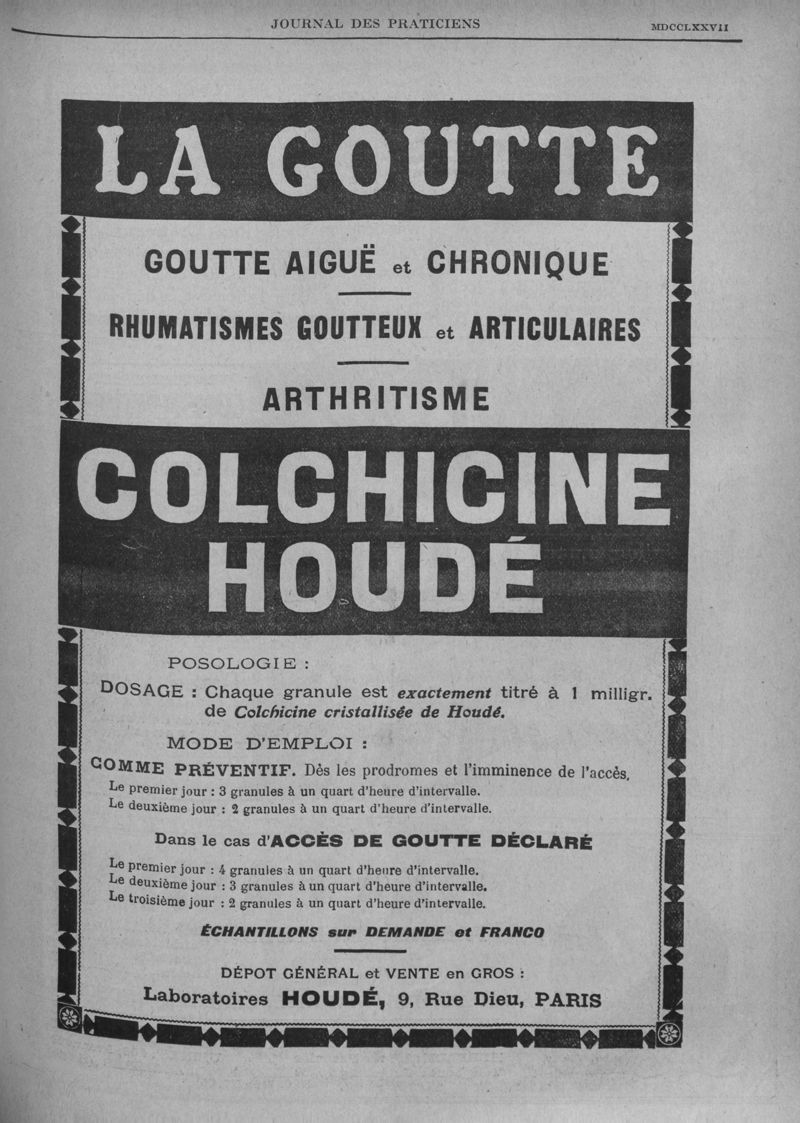 JOURNAL DES PRATICIENS
MDCCLXXVII
LA GOUTTE
GOUTTE AIGUË et CHRONIQUE
RHUMATISMES GOUTTEUX et ARTICULAIRES
ARTHRITISME
COLCHICINE
HOUDÉ
POSOLOGIE :
DOSAGE : Chaque granule est exactement titré à 1 milligr.
de Colchicine cristallisée de Houdé.
MODE D'EMPLOI :
COMME PRÉVENTIF. Dès les prodromes et l'imminence de l'accès,
Le premier jour : 3 granules à un quart d'heure d'intervalle.
Le deuxième jour : 2 granules à un quart d'heure d'intervalle.
Dans le cas d'ACCÈS DE GOUTTE DÉCLARÉ
Le premier jour : 4 granules à un quart d'heure d'intervalle.
Le deuxième jour : 3 granules à un quart d'heure d'intervalle.
Le troisième jour : 2 granules à un quart d'heure d'intervalle.
ÉCHANTILLONS sur DEMANDE et FRANCO
DÉPOT GÉNÉRAL et VENTE en GROS :
Laboratoires HOUDÉ, 9, Rue Dieu, PARIS